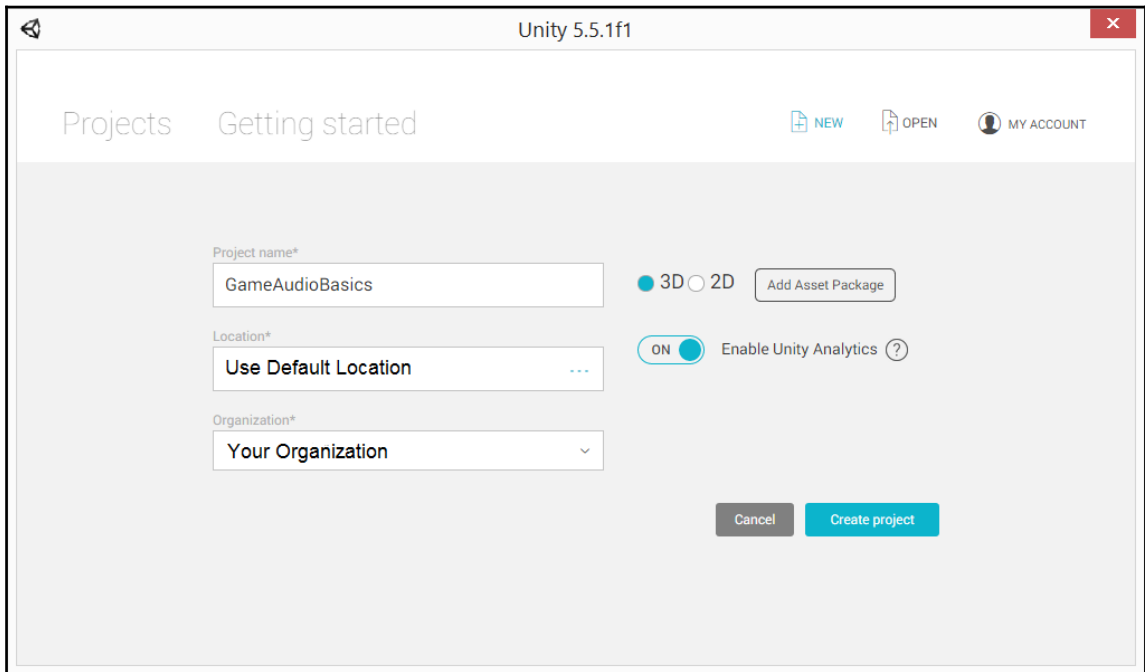 Unity 5.5.1f1
Projects Getting started NEW OPEN MY ACCOUNT
Project name*
GameAudioBasics
3D 2D Add Asset Package
Location*
Use Default Location ...
ON Enable Unity Analytics ?
Organization*
Your Organization
Cancel Create project